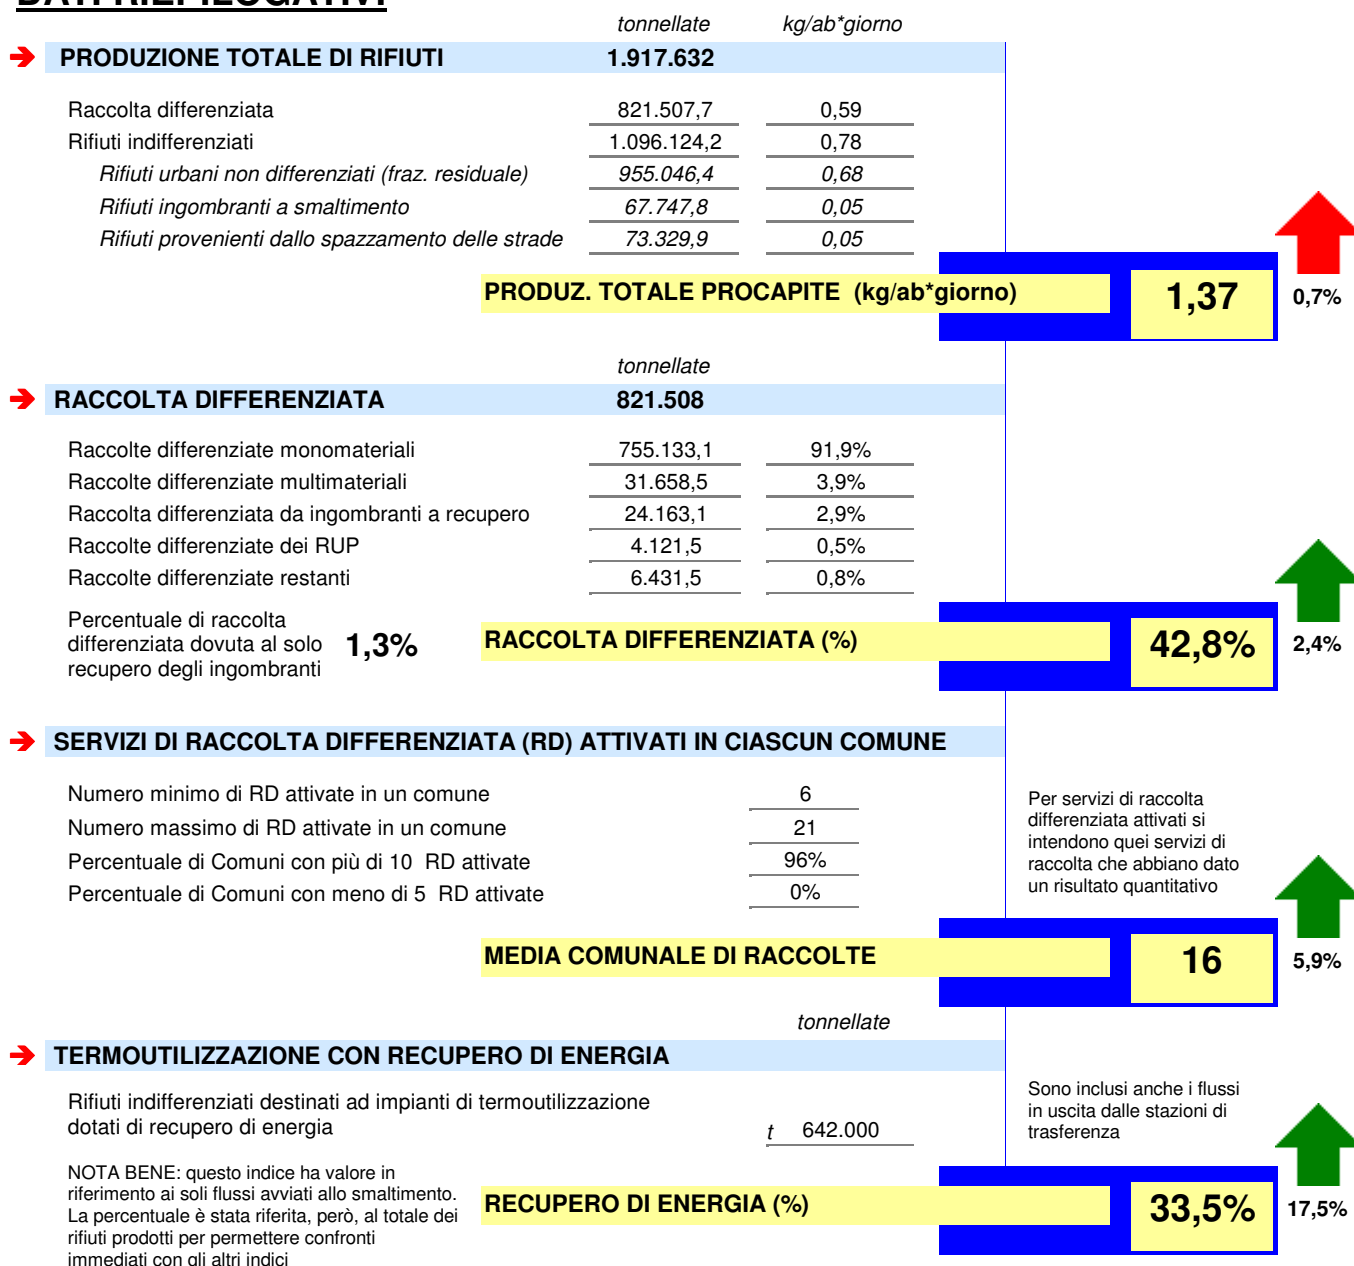 DATI RIEPILOGATIVI
tonnellate kg/ab*giorno
PRODUZIONE TOTALE DI RIFIUTI 1.917.632
Raccolta differenziata 821.507,7 0,59
Rifiuti indifferenziati 1.096.124,2 0,78
Rifiuti urbani non differenziati (fraz. residuale) 955.046,4 0,68
Rifiuti ingombranti a smaltimento 67.747,8 0,05
Rifiuti provenienti dallo spazzamento delle strade 73.329,9 0,05
PRODUZ. TOTALE PROCAPITE (kg/ab*giorno) 1,37 0,7%
tonnellate
RACCOLTA DIFFERENZIATA 821.508
Raccolte differenziate monomateriali 755.133,1 91,9%
Raccolte differenziate multimateriali 31.658,5 3,9%
Raccolta differenziata da ingombranti a recupero 24.163,1 2,9%
Raccolte differenziate dei RUP 4.121,5 0,5%
Raccolte differenziate restanti 6.431,5 0,8%
Percentuale di raccolta
differenziata dovuta al solo
recupero degli ingombranti
1,3%
RACCOLTA DIFFERENZIATA (%) 42,8% 2,4%
SERVIZI DI RACCOLTA DIFFERENZIATA (RD) ATTIVATI IN CIASCUN COMUNE
Numero minimo di RD attivate in un comune 6
Numero massimo di RD attivate in un comune 21
Percentuale di Comuni con più di 10 RD attivate 96%
Percentuale di Comuni con meno di 5 RD attivate 0%
Per servizi di raccolta
differenziata attivati si
intendono quei servizi di
raccolta che abbiano dato
un risultato quantitativo
MEDIA COMUNALE DI RACCOLTE 16 5,9%
tonnellate
TERMOUTILIZZAZIONE CON RECUPERO DI ENERGIA
Rifiuti indifferenziati destinati ad impianti di termoutilizzazione
dotati di recupero di energia t 642.000
Sono inclusi anche i flussi
in uscita dalle stazioni di
trasferenza
NOTA BENE: questo indice ha valore in
riferimento ai soli flussi avviati allo smaltimento.
La percentuale è stata riferita, però, al totale dei
rifiuti prodotti per permettere confronti
immediati con gli altri indici
RECUPERO DI ENERGIA (%) 33,5% 17,5%